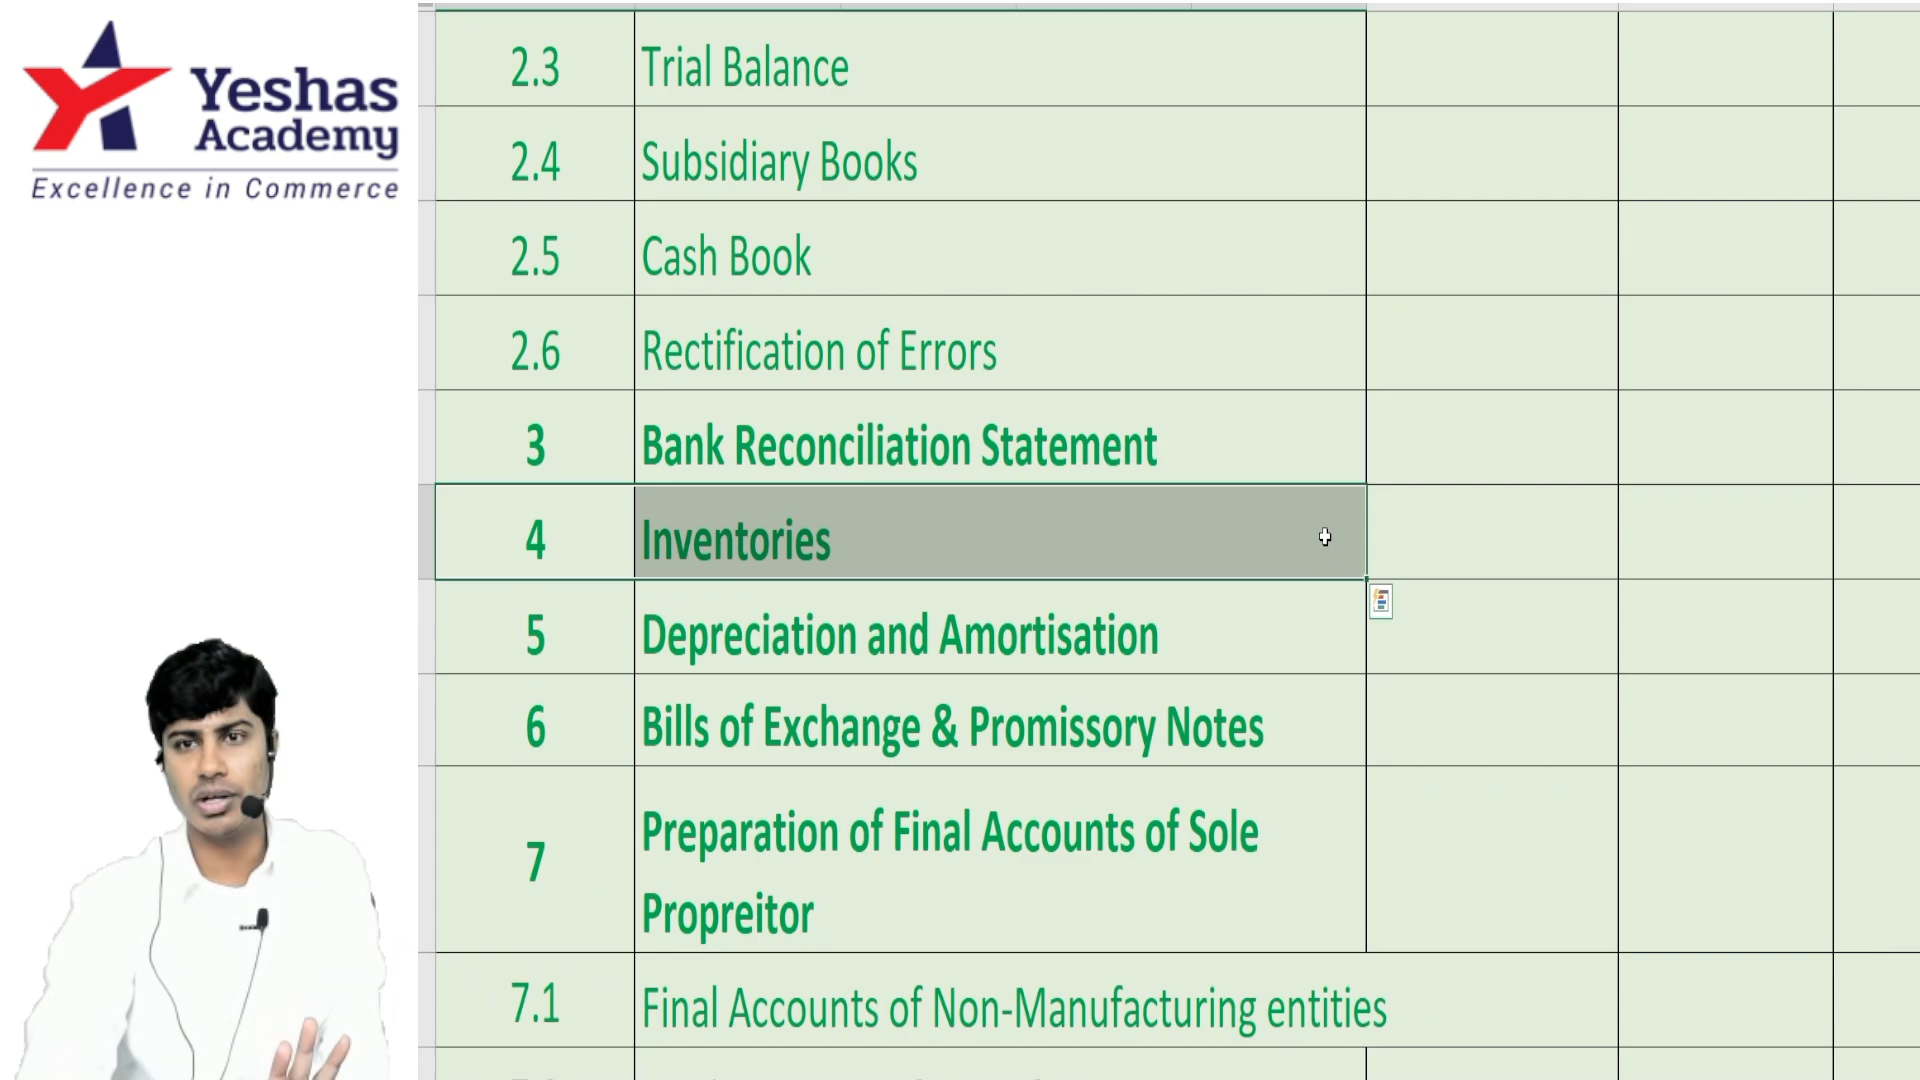 Yeshas
Academy
Excellence in Commerce
2.3 Trial Balance
2.4 Subsidiary Books
2.5 Cash Book
2.6 Rectification of Errors
3 Bank Reconciliation Statement
4 Inventories
5 Depreciation and Amortisation
6 Bills of Exchange & Promissory Notes
7 Preparation of Final Accounts of Sole
Propreitor
7.1 Final Accounts of Non-Manufacturing entities